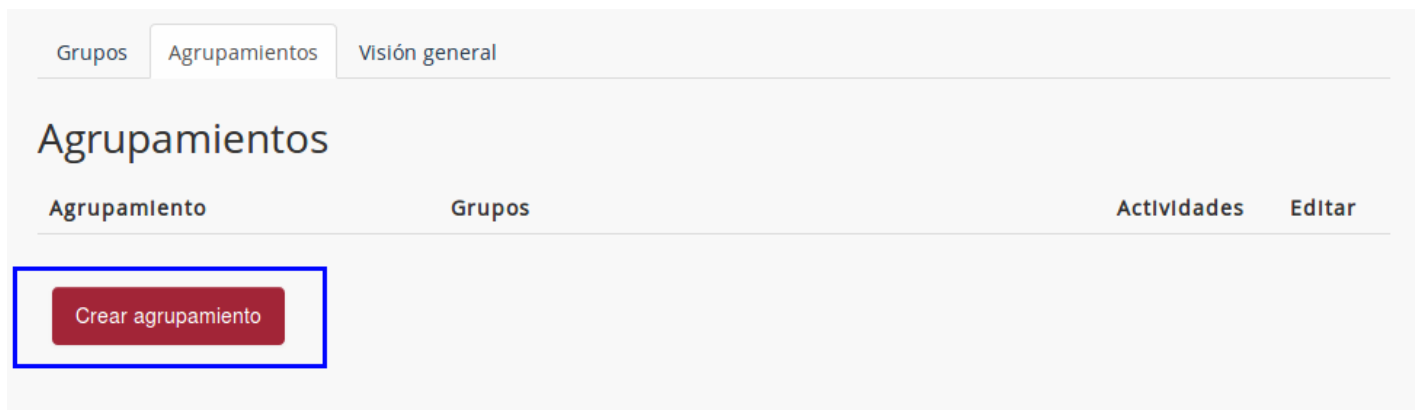 Grupos Agrupamientos Visión general
Agrupamientos
Agrupamiento Grupos Actividades Editar
Crear agrupamiento